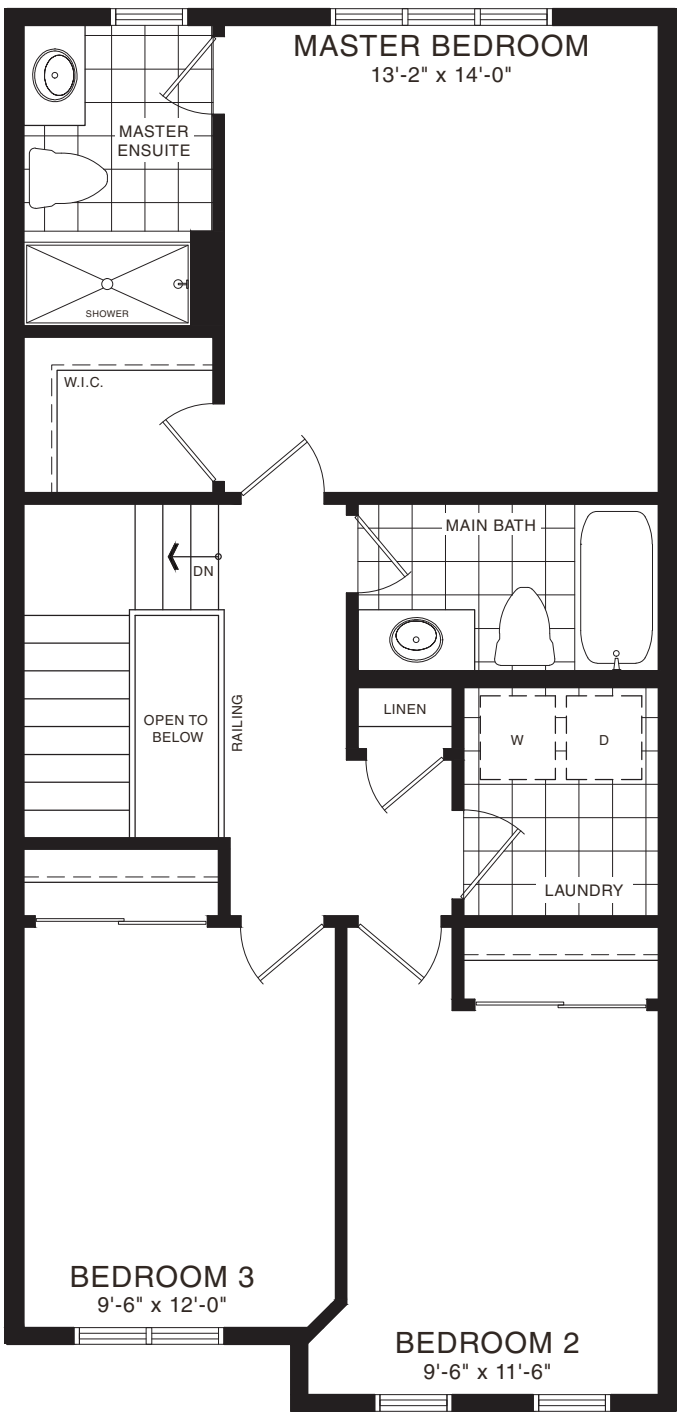 MASTER BEDROOM
13'-2" x 14'-0"
MASTER
ENSUITE
SHOWER
W.I.C.
MAIN BATH
DN
LINEN
OPEN TO
BELOW
RAILING
W
D
LAUNDRY
BEDROOM 3
9'-6" x 12'-0"
BEDROOM 2
9'-6" x 11'-6"